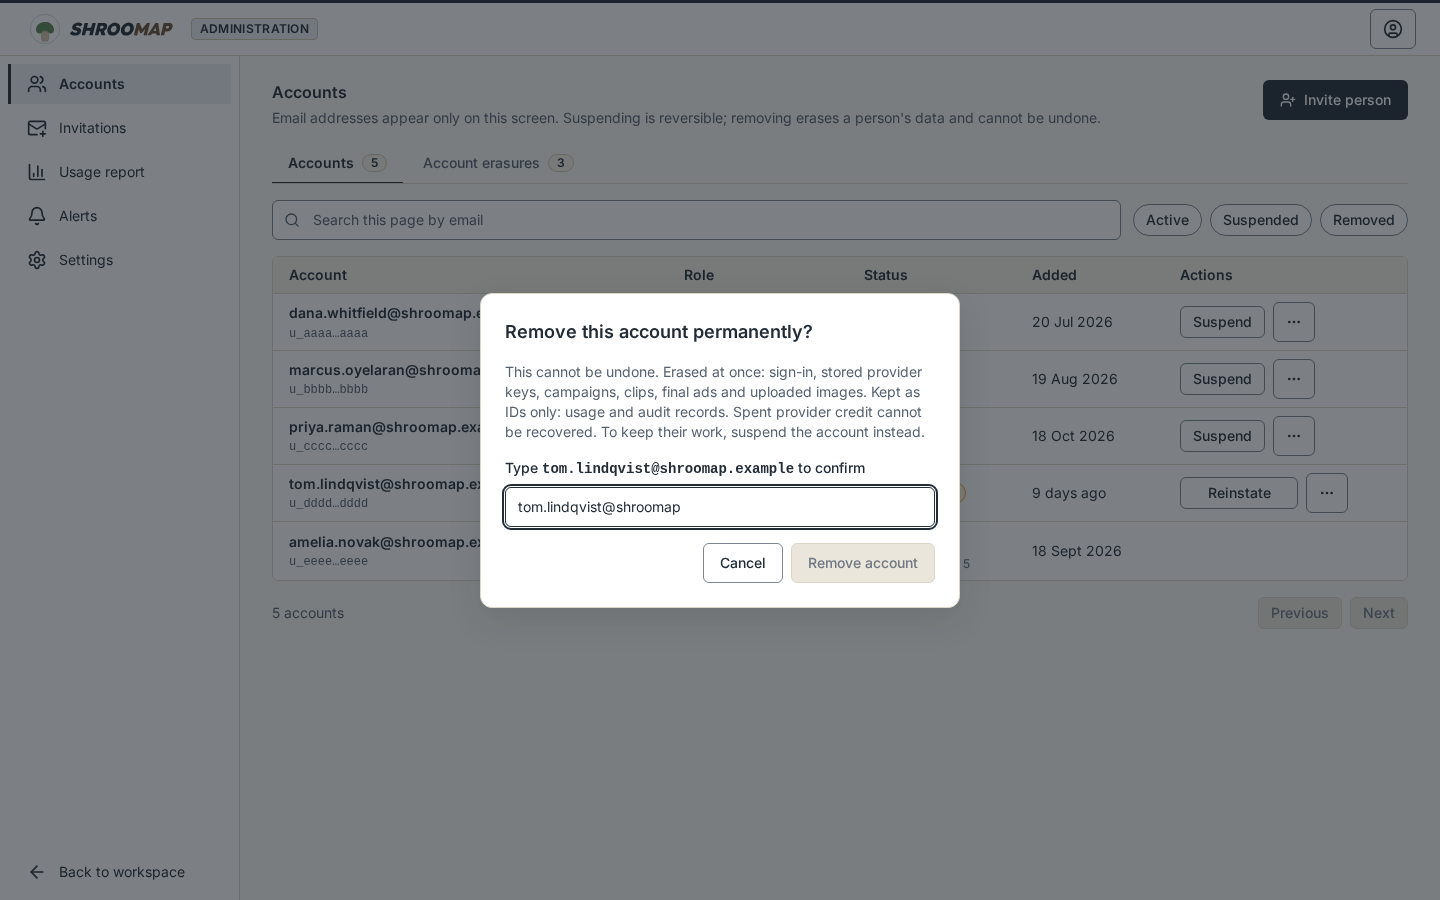 SHROOMAP
ADMINISTRATION
Accounts
Invitations
Usage report
Alerts
Settings
Back to workspace
Accounts
Email addresses appear only on this screen. Suspending is reversible; removing erases a person's data and cannot be undone.
Invite person
Accounts 5
Account erasures 3
Search this page by email
Active
Suspended
Removed
Account Role Status Added Actions
dana.whitfield@shroomap.e
u_aaaa…aaaa
20 Jul 2026
Suspend
marcus.oyelaran@shrooma
u_bbbb…bbbb
19 Aug 2026
Suspend
priya.raman@shroomap.exa
u_cccc…cccc
18 Oct 2026
Suspend
tom.lindqvist@shroomap.ex
u_dddd…dddd
9 days ago
Reinstate
amelia.novak@shroomap.ex
u_eeee…eeee
5
18 Sept 2026
5 accounts
Previous
Next
Remove this account permanently?
This cannot be undone. Erased at once: sign-in, stored provider
keys, campaigns, clips, final ads and uploaded images. Kept as
IDs only: usage and audit records. Spent provider credit cannot
be recovered. To keep their work, suspend the account instead.
Type tom.lindqvist@shroomap.example to confirm
tom.lindqvist@shroomap
Cancel
Remove account